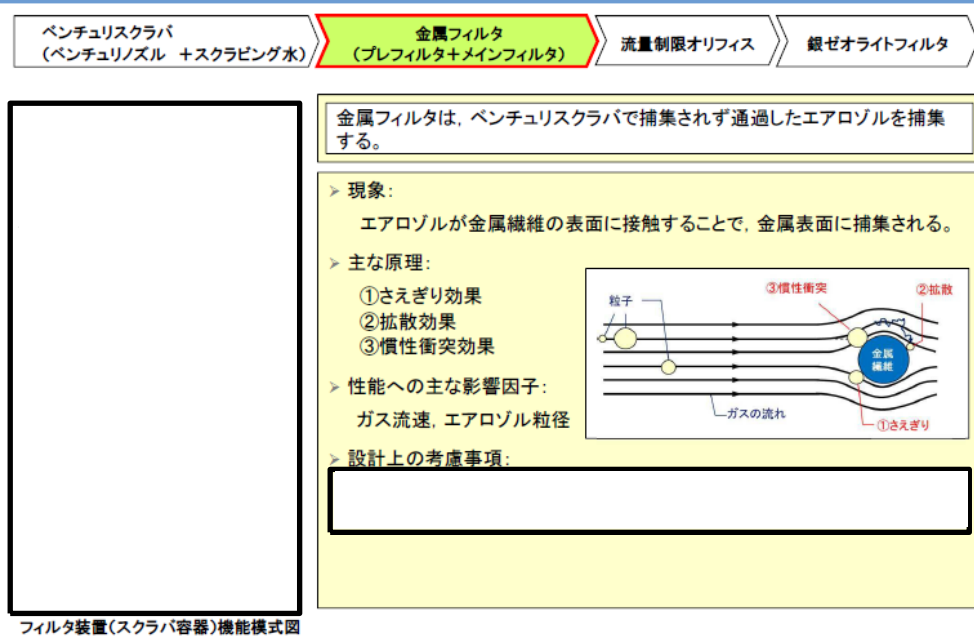 ベンチュリスクラバ
(ベンチュリノズル ＋スクラビング水)
金属フィルタ
(プレフィルタ＋メインフィルタ)
流量制限オリフィス
銀ゼオライトフィルタ
金属フィルタは，ベンチュリスクラバで捕集されず通過したエアロゾルを捕集
する。
➢ 現象：
エアロゾルが金属繊維の表面に接触することで，金属表面に捕集される。
➢ 主な原理：
①さえぎり効果
②拡散効果
③慣性衝突効果
粒子
③慣性衝突
②拡散
金属
繊維
ガスの流れ
①さえぎり
➢ 性能への主な影響因子：
ガス流速，エアロゾル粒径
➢ 設計上の考慮事項：
フィルタ装置(スクラバ容器)機能模式図